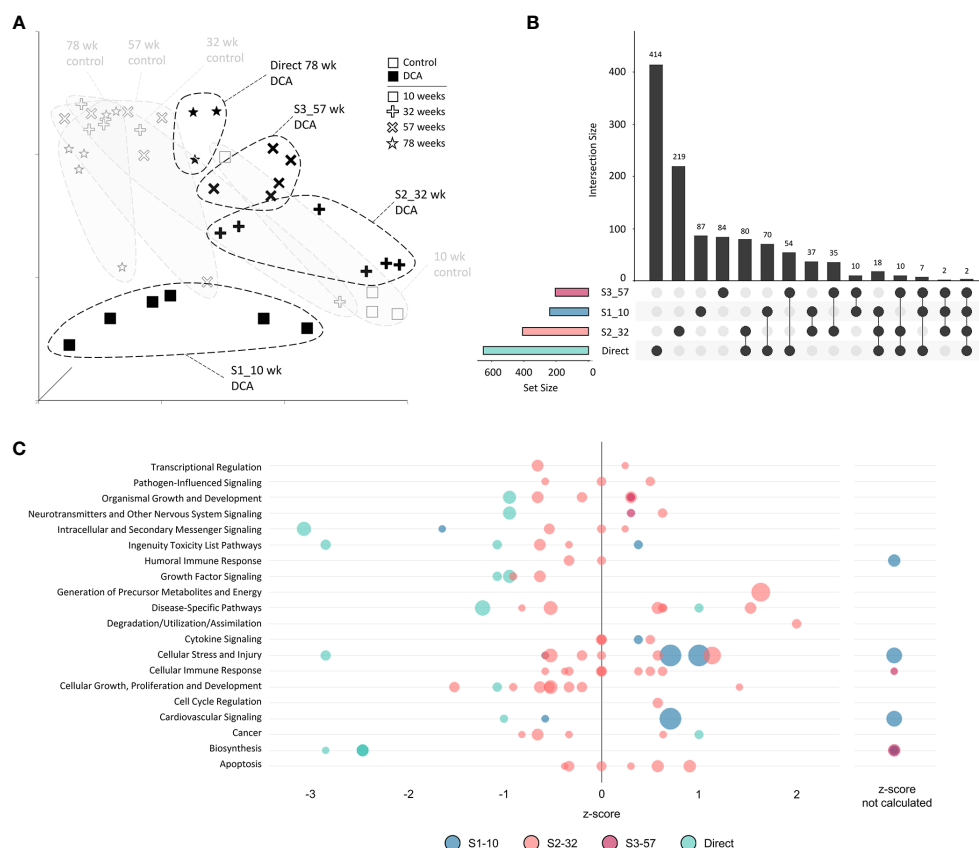 A
78 wk
control
57 wk
control
32 wk
control
Direct 78 wk
DCA
S3_57 wk
DCA
S2_32 wk
DCA
10 wk
control
S1_10 wk
DCA
Control
DCA
10 weeks
32 weeks
57 weeks
78 weeks
B
Intersection Size
400
300
200
100
0
414
219
87
84
80
70
54
37
35
10
18
10
7
2
2
S3_57
S1_10
S2_32
Direct
600
400
200
0
Set Size
C
Transcriptional Regulation
Pathogen-Influenced Signaling
Organismal Growth and Development
Neurotransmitters and Other Nervous System Signaling
Intracellular and Secondary Messenger Signaling
Ingenuity Toxicity List Pathways
Humoral Immune Response
Growth Factor Signaling
Generation of Precursor Metabolites and Energy
Disease-Specific Pathways
Degradation/Utilization/Assimilation
Cytokine Signaling
Cellular Stress and Injury
Cellular Immune Response
Cellular Growth, Proliferation and Development
Cell Cycle Regulation
Cardiovascular Signaling
Cancer
Biosynthesis
Apoptosis
-3
-2
-1
0
1
2
z-score
z-score
not calculated
S1-10
S2-32
S3-57
Direct